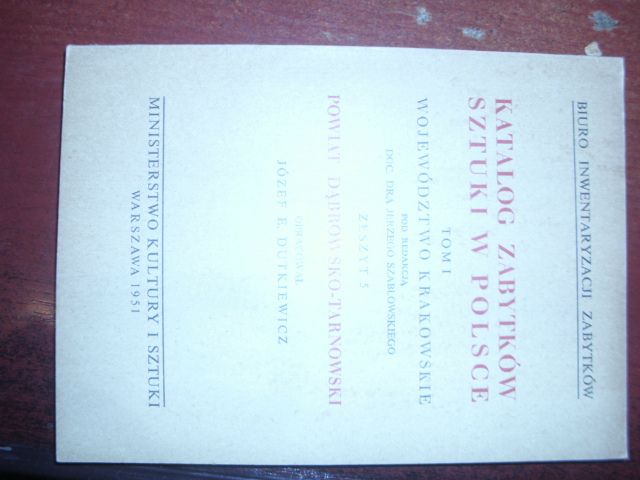 BIURO INWENTARYZACJI ZABYTKÓW
KATALOG ZABYTKÓW
SZTUKI W POLSCE
TOM I
WOJEWÓDZTWO KRAKOWSKIE
POD REDAKCJĄ
DOC. DRA JERZEGO SZABŁOWSKIEGO
ZESZYT 5
POWIAT DĄBROWSKO-TARNOWSKI
OPRACOWAŁ
JÓZEF E. DUTKIEWICZ
MINISTERSTWO KULTURY I SZTUKI
WARSZAWA 1951